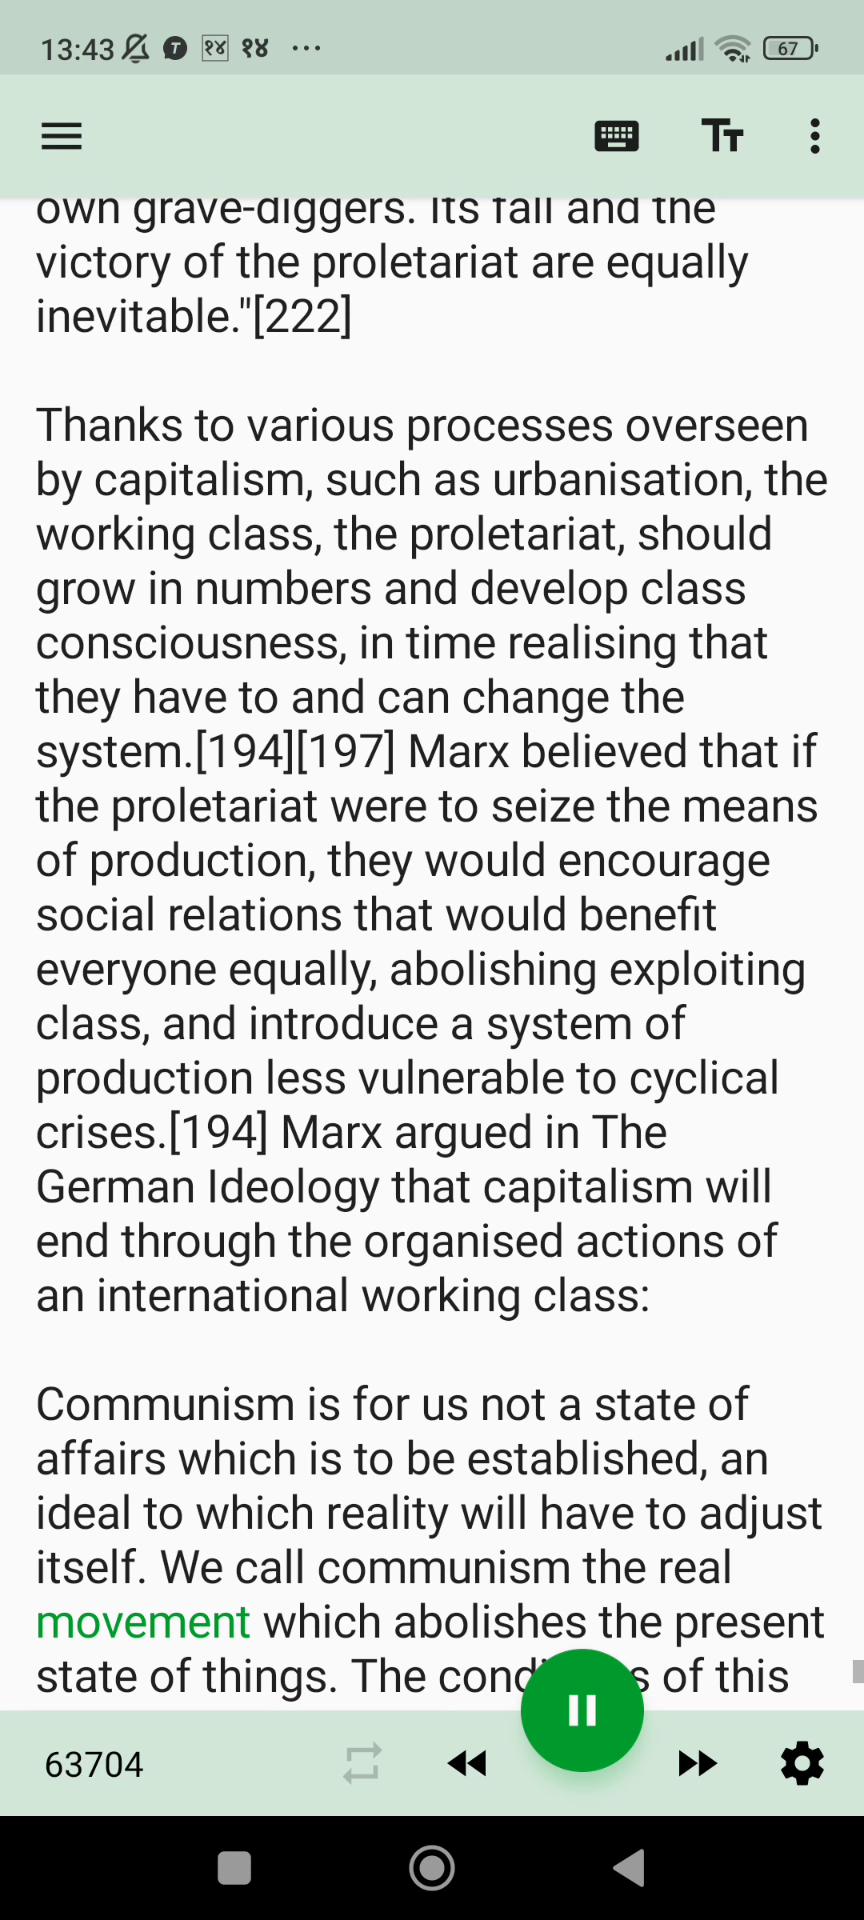 13:43 T १४ १४ ... 67
own grave-diggers. Its fall and the
victory of the proletariat are equally
inevitable."[222]
Thanks to various processes overseen
by capitalism, such as urbanisation, the
working class, the proletariat, should
grow in numbers and develop class
consciousness, in time realising that
they have to and can change the
system.[194][197] Marx believed that if
the proletariat were to seize the means
of production, they would encourage
social relations that would benefit
everyone equally, abolishing exploiting
class, and introduce a system of
production less vulnerable to cyclical
crises.[194] Marx argued in The
German Ideology that capitalism will
end through the organised actions of
an international working class:
Communism is for us not a state of
affairs which is to be established, an
ideal to which reality will have to adjust
itself. We call communism the real
movement which abolishes the present
state of things. The of this
63704